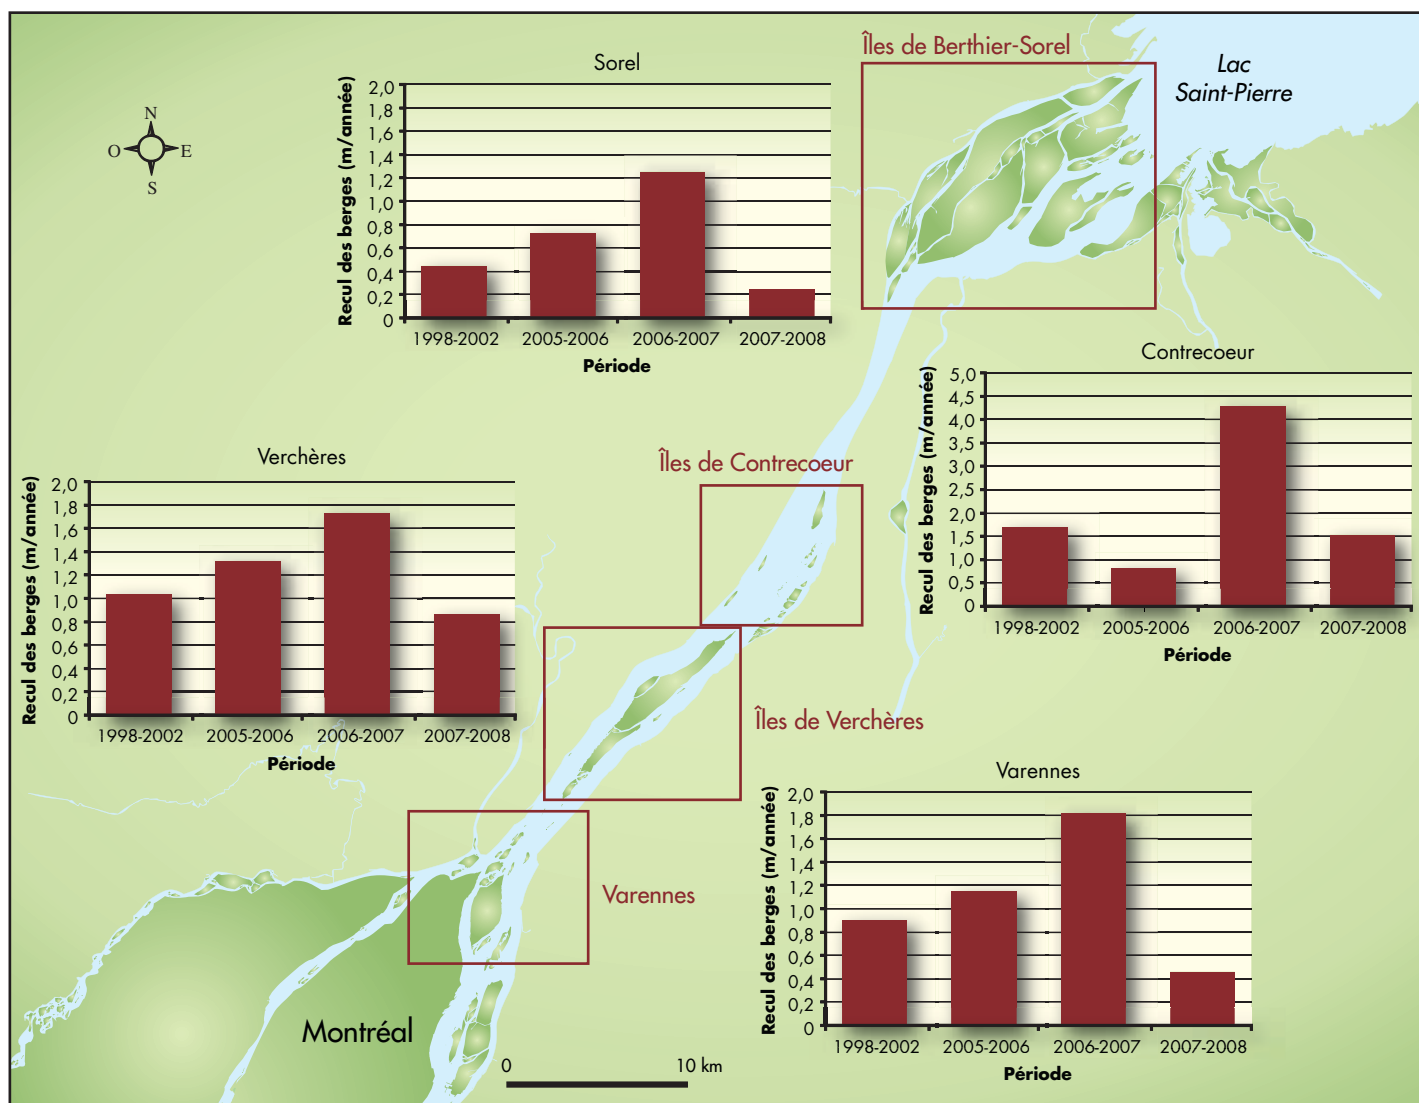 Îles de Berthier-Sorel
Lac
Saint-Pierre
N
O
E
S
Sorel
Recul des berges (m/année)
2,0
1,8
1,6
1,4
1,2
1,0
0,8
0,6
0,4
0,2
0
1998-2002 2005-2006 2006-2007 2007-2008
Période
Contrecoeur
Recul des berges (m/année)
5,0
4,5
4,0
3,5
3,0
2,5
2,0
1,5
1,0
0,5
0
1998-2002 2005-2006 2006-2007 2007-2008
Période
Îles de Contrecoeur
Verchères
Recul des berges (m/année)
2,0
1,8
1,6
1,4
1,2
1,0
0,8
0,6
0,4
0,2
0
1998-2002 2005-2006 2006-2007 2007-2008
Période
Îles de Verchères
Varennes
Recul des berges (m/année)
2,0
1,8
1,6
1,4
1,2
1,0
0,8
0,6
0,4
0,2
0
1998-2002 2005-2006 2006-2007 2007-2008
Période
Varennes
Montréal
0 10 km